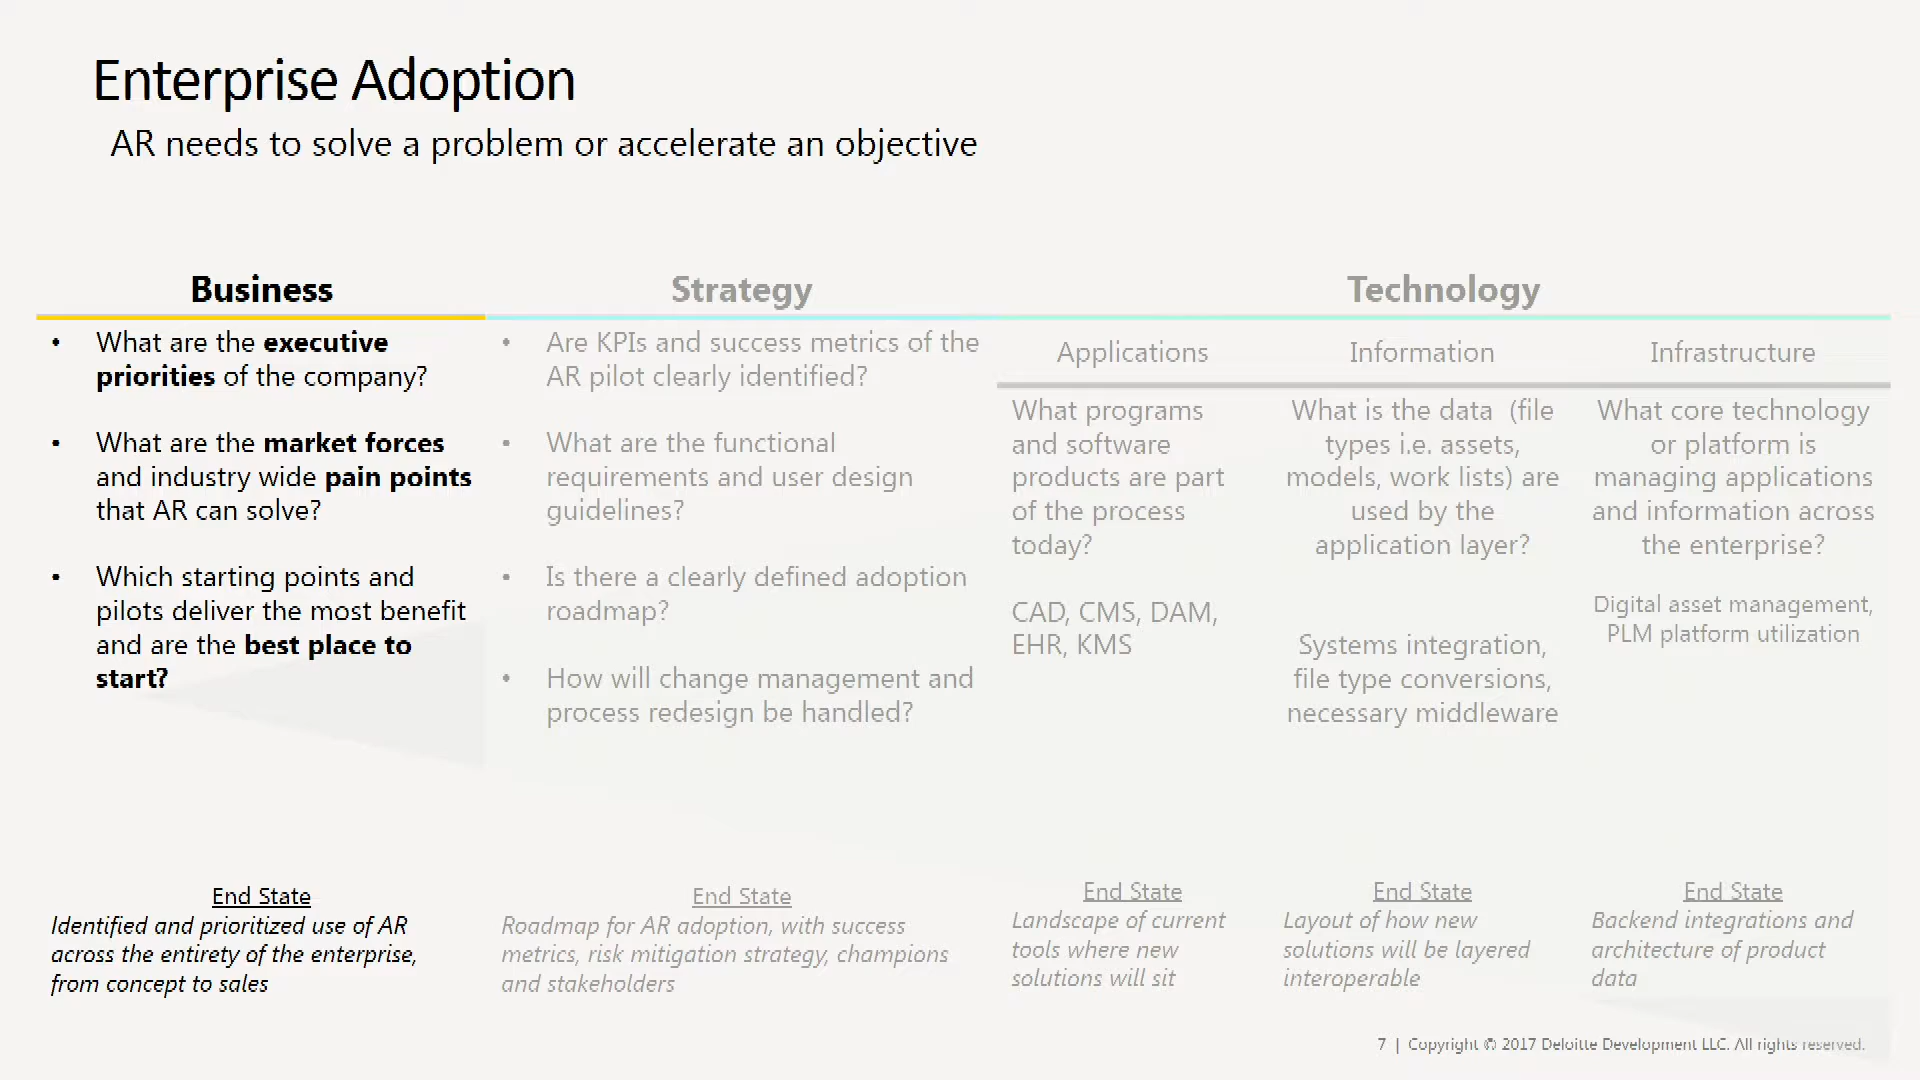 Enterprise Adoption
AR needs to solve a problem or accelerate an objective
Business
• What are the executive
priorities of the company?
• What are the market forces
and industry wide pain points
that AR can solve?
• Which starting points and
pilots deliver the most benefit
and are the best place to
start?
End State
Identified and prioritized use of AR
across the entirety of the enterprise,
from concept to sales
Strategy
• Are KPIs and success metrics of the
AR pilot clearly identified?
• What are the functional
requirements and user design
guidelines?
• Is there a clearly defined adoption
roadmap?
• How will change management and
process redesign be handled?
End State
Roadmap for AR adoption, with success
metrics, risk mitigation strategy, champions
and stakeholders
Technology
Applications
What programs
and software
products are part
of the process
today?
CAD, CMS, DAM,
EHR, KMS
End State
Landscape of current
tools where new
solutions will sit
Information
What is the data (file
types i.e. assets,
models, work lists) are
used by the
application layer?
Systems integration,
file type conversions,
necessary middleware
End State
Layout of how new
solutions will be layered
interoperable
Infrastructure
What core technology
or platform is
managing applications
and information across
the enterprise?
Digital asset management,
PLM platform utilization
End State
Backend integrations and
architecture of product
data
7 | Copyright © 2017 Deloitte Development LLC. All rights reserved.